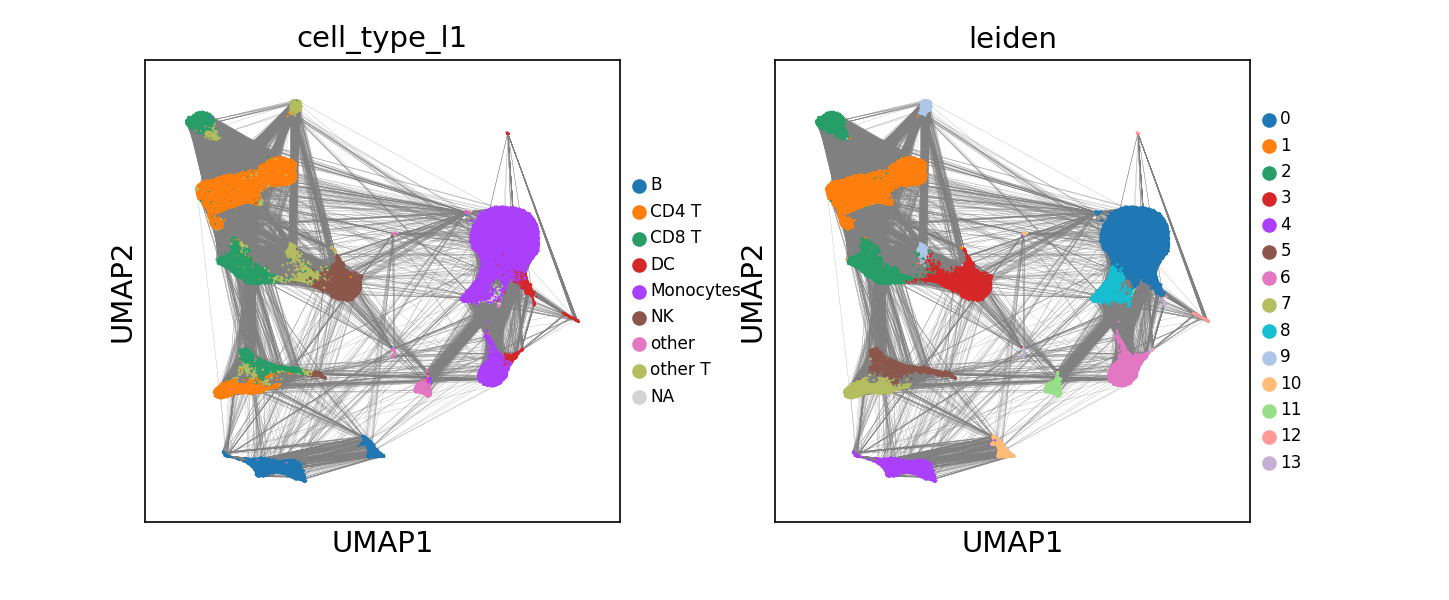 cell_type_l1
UMAP2
UMAP1
B
CD4 T
CD8 T
DC
Monocytes
NK
other
other T
NA
leiden
UMAP2
UMAP1
0
1
2
3
4
5
6
7
8
9
10
11
12
13